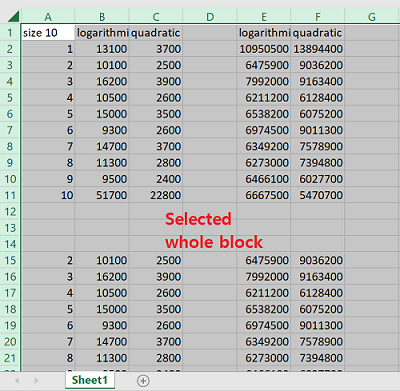 A B C D E F G
1 size 10 logarithmi quadratic logarithmi quadratic
2 1 13100 3700 10950500 13894400
3 2 10100 2500 6475900 9036200
4 3 16200 3900 7992000 9163400
5 4 10500 2600 6211200 6128400
6 5 15000 3500 6538200 6075200
7 6 9300 2600 6974500 9011300
8 7 14700 3700 6349200 7578900
9 8 11300 2800 6273000 7394800
10 9 9500 2400 6466100 6027700
11 10 51700 22800 6667500 5470700
12
13 Selected
14 whole block
15 2 10100 2500 6475900 9036200
16 3 16200 3900 7992000 9163400
17 4 10500 2600 6211200 6128400
18 5 15000 3500 6538200 6075200
19 6 9300 2600 6974500 9011300
20 7 14700 3700 6349200 7578900
21 8 11300 2800 6273000 7394800
Sheet1